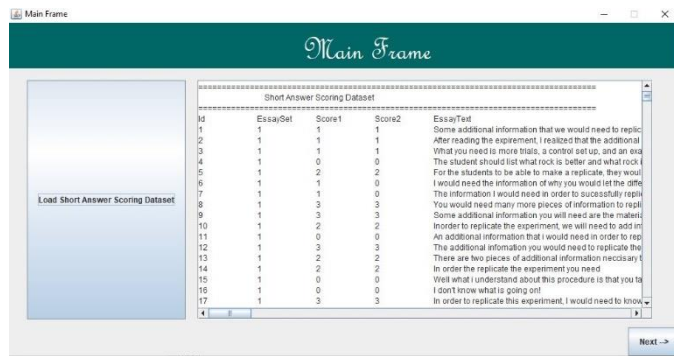 Main Frame
Main Frame
Load Short Answer Scoring Dataset
==========================================================================================
Short Answer Scoring Dataset
==========================================================================================
Id EssaySet Score1 Score2 EssayText
1 1 1 1 Some additional information that we would need to replic
2 1 1 1 After reading the expirement, I realized that the additional
3 1 1 1 What you need is more trials, a control set up, and an exa
4 1 0 0 The student should list what rock is better and what rock i
5 1 2 2 For the students to be able to make a replicate, they woul
6 1 1 0 I would need the information of why you would let the diffe
7 1 1 0 The information I would need in order to sucessfully replic
8 1 3 3 You would need many more pieces of information to repli
9 1 3 3 Some additional information you will need are the materia
10 1 2 2 Inorder to replicate the experiment, we will need to add in
11 1 0 0 An additional information that i would need in order to rep
12 1 3 3 The additional infomation you would need to replicate the
13 1 2 2 There are two pieces of additional information neccisary t
14 1 2 2 In order the replicate the experiment you need
15 1 0 0 Well what i understand about this procedure is that you ta
16 1 0 0 I don't know what is going on!
17 1 3 3 In order to replicate this experiment, I would need to know
Next -->